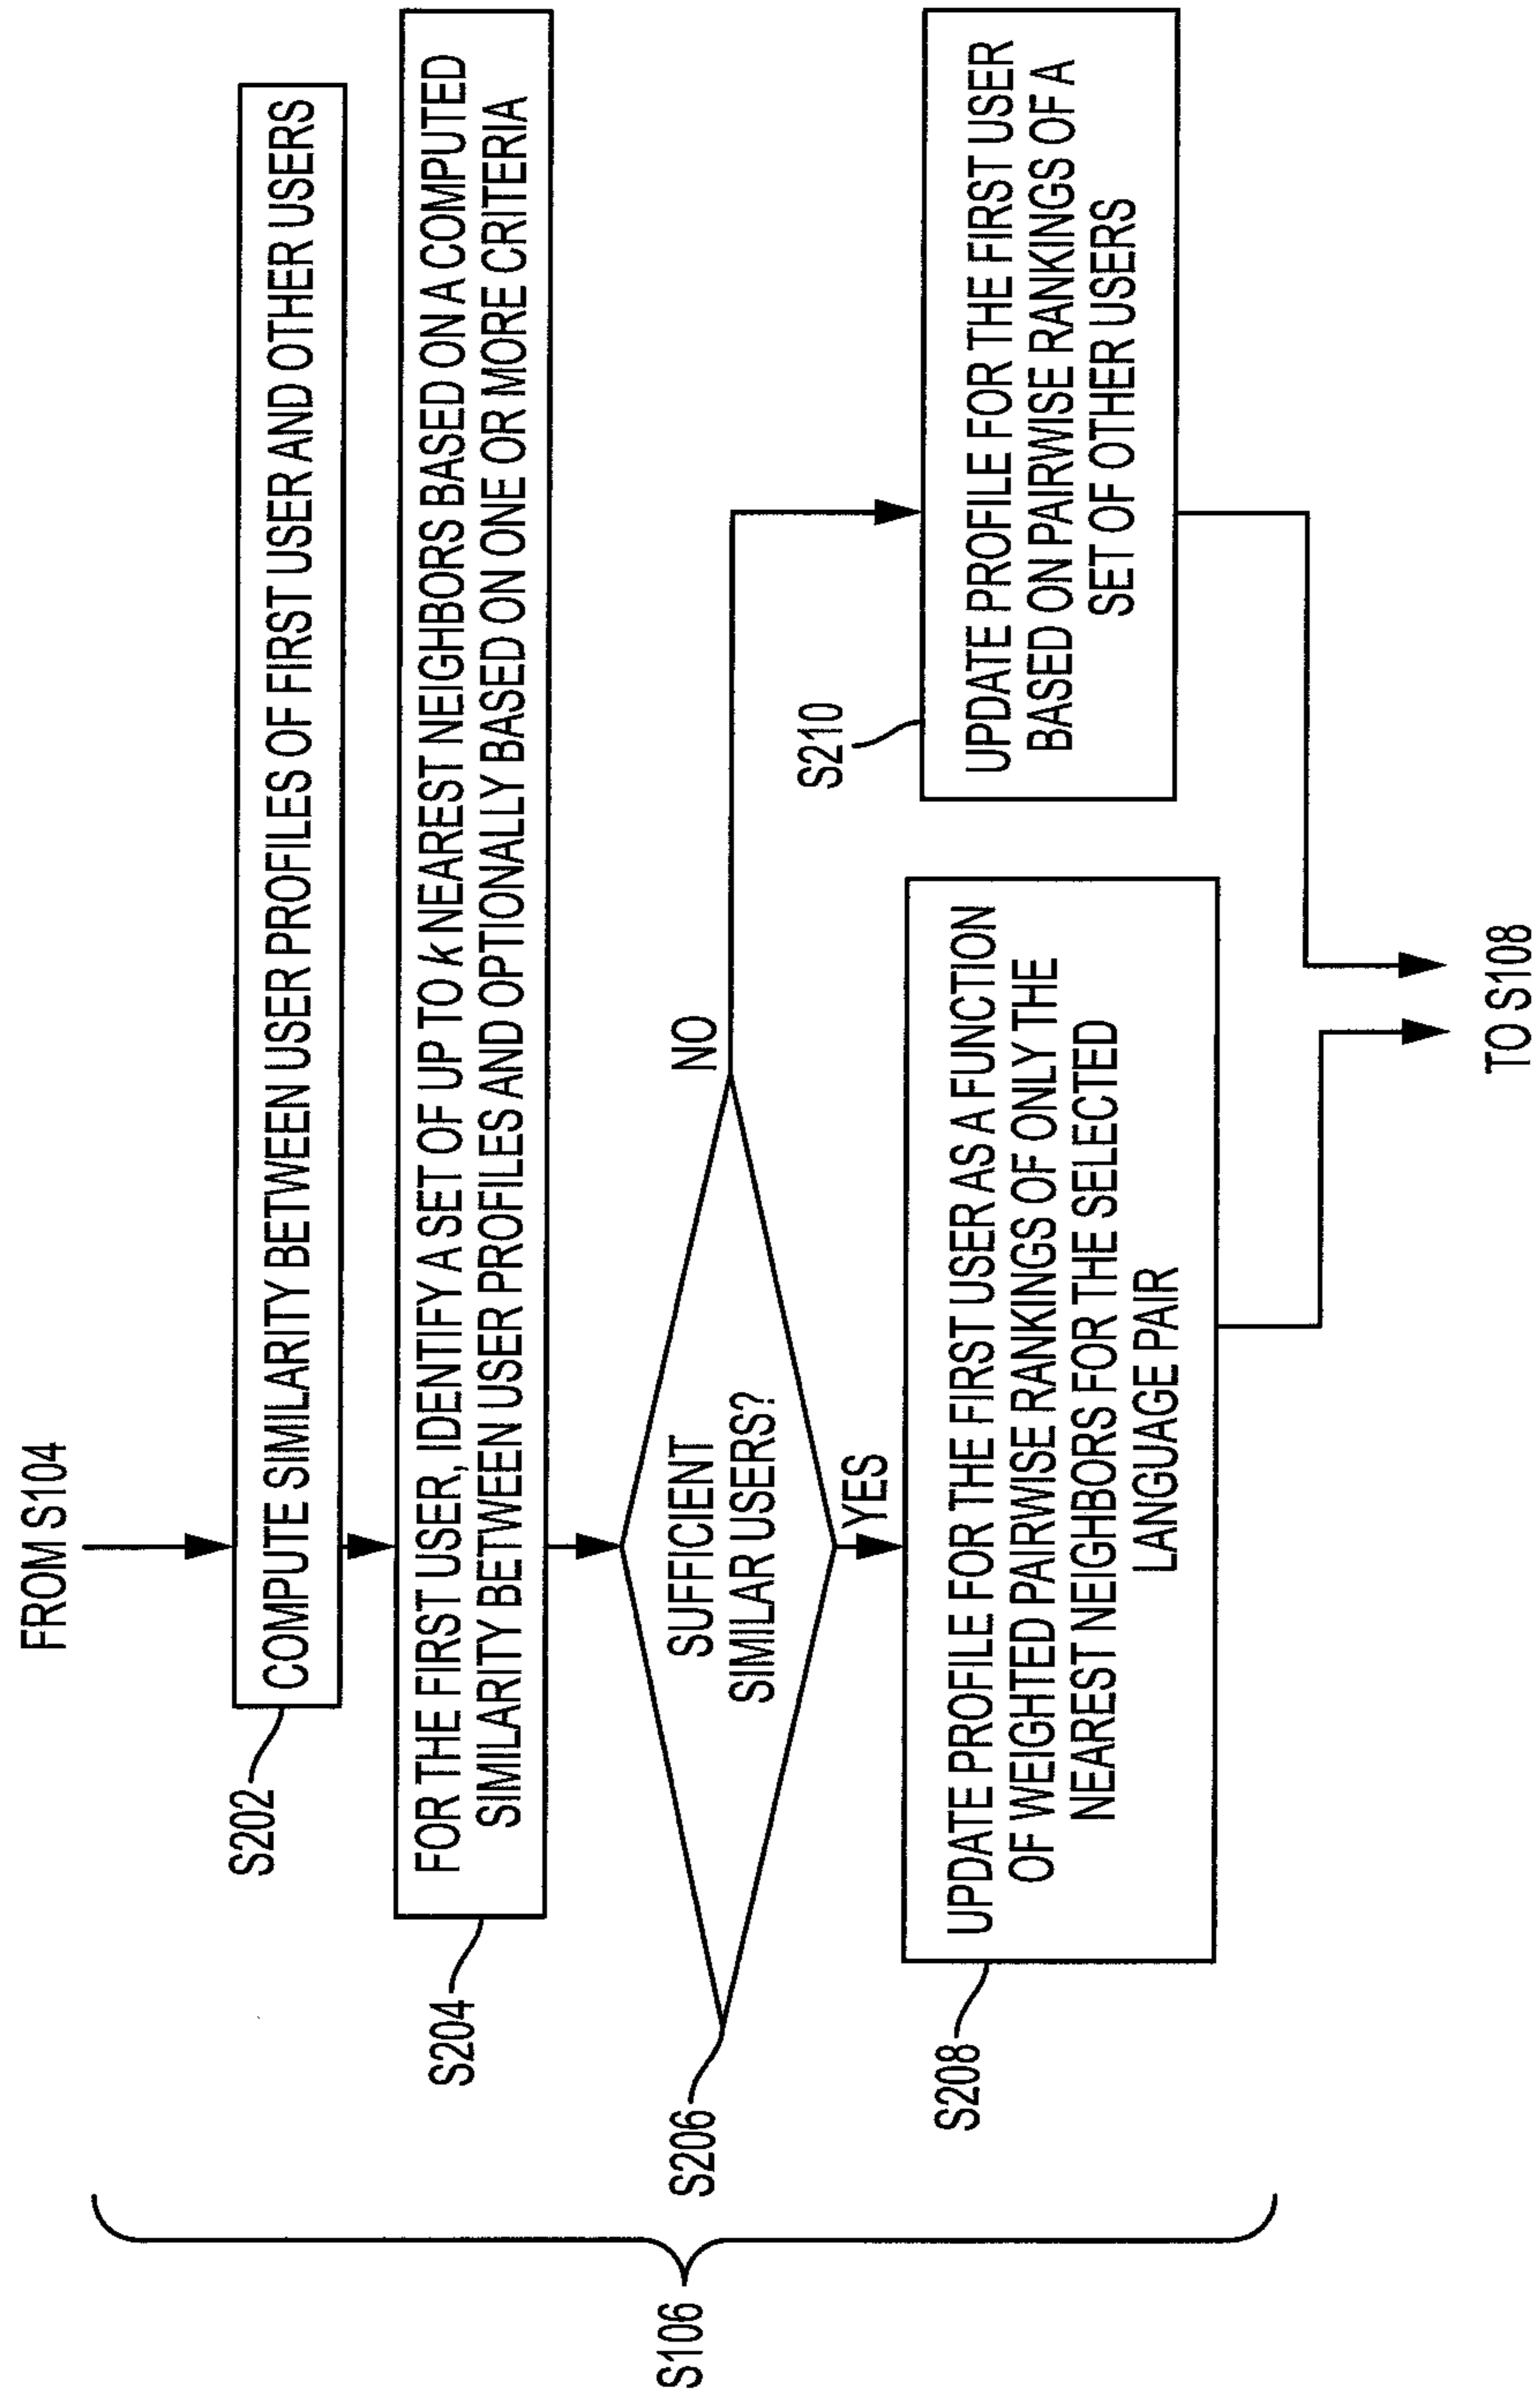 FROM S104
S202
COMPUTE SIMILARITY BETWEEN USER PROFILES OF FIRST USER AND OTHER USERS
S204
FOR THE FIRST USER, IDENTIFY A SET OF UP TO k NEAREST NEIGHBORS BASED ON A COMPUTED
SIMILARITY BETWEEN USER PROFILES AND OPTIONALLY BASED ON ONE OR MORE CRITERIA
S106
S206
SUFFICIENT
SIMILAR USERS?
NO
YES
S208
UPDATE PROFILE FOR THE FIRST USER AS A FUNCTION
OF WEIGHTED PAIRWISE RANKINGS OF ONLY THE
NEAREST NEIGHBORS FOR THE SELECTED
LANGUAGE PAIR
S210
UPDATE PROFILE FOR THE FIRST USER
BASED ON PAIRWISE RANKINGS OF A
SET OF OTHER USERS
TO S108